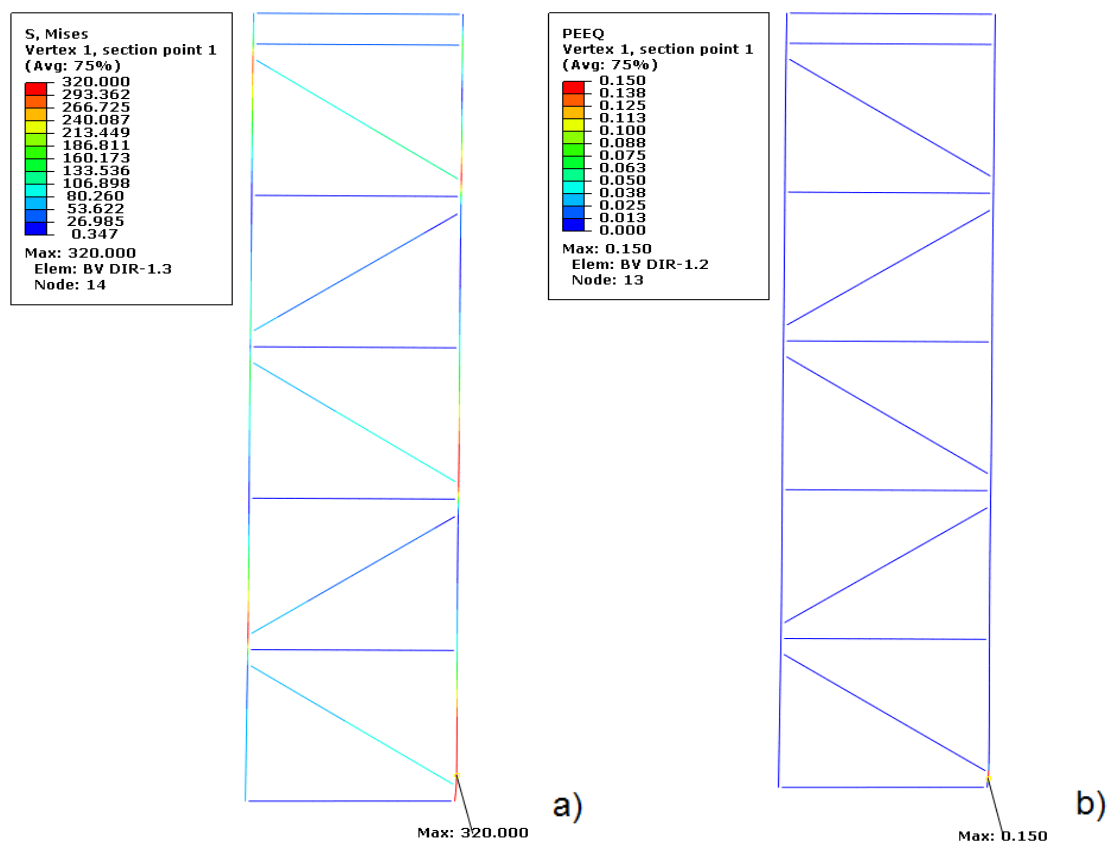 S, Mises
Vertex 1, section point 1
(Avg: 75%)
320.000
293.362
266.725
240.087
213.449
186.811
160.173
133.536
106.898
80.260
53.622
26.985
0.347
Max: 320.000
Elem: BV DIR-1.3
Node: 14
Max: 320.000
a)
PEEQ
Vertex 1, section point 1
(Avg: 75%)
0.150
0.138
0.125
0.113
0.100
0.088
0.075
0.063
0.050
0.038
0.025
0.013
0.000
Max: 0.150
Elem: BV DIR-1.2
Node: 13
Max: 0.150
b)